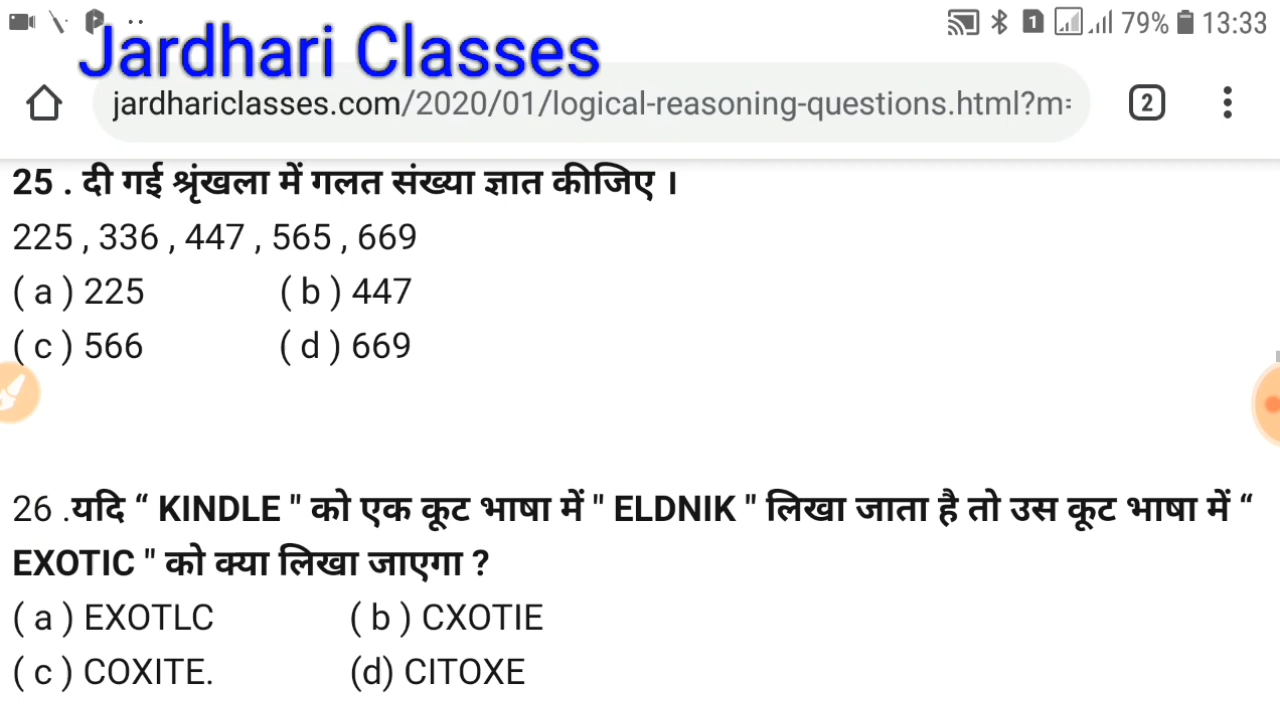 79% 13:33
Jardhari Classes
jardhariclasses.com/2020/01/logical-reasoning-questions.html?m=
2
25 . दी गई श्रृंखला में गलत संख्या ज्ञात कीजिए ।
225 , 336 , 447 , 565 , 669
( a ) 225 ( b ) 447
( c ) 566 ( d ) 669
26 .यदि “ KINDLE " को एक कूट भाषा में " ELDNIK " लिखा जाता है तो उस कूट भाषा में “
EXOTIC " को क्या लिखा जाएगा ?
( a ) EXOTLC ( b ) CXOTIE
( c ) COXITE. (d) CITOXE